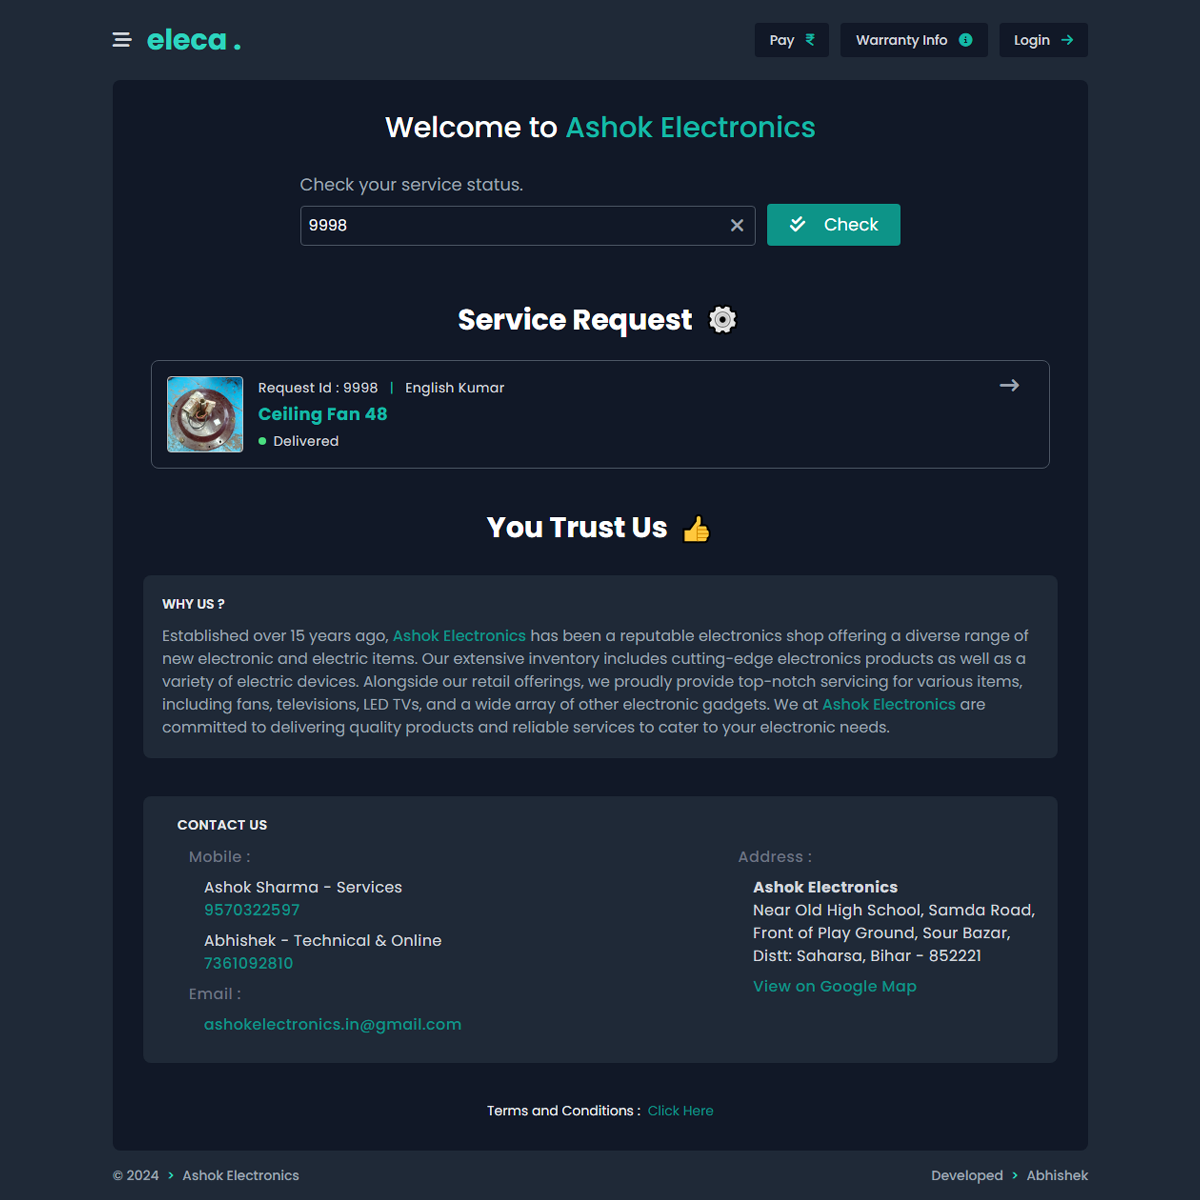 eleca .
Pay ₹
Warranty Info
Login
Welcome to Ashok Electronics
Check your service status.
9998
Check
Service Request
Request Id : 9998 | English Kumar
Ceiling Fan 48
Delivered
You Trust Us
WHY US ?
Established over 15 years ago, Ashok Electronics has been a reputable electronics shop offering a diverse range of
new electronic and electric items. Our extensive inventory includes cutting-edge electronics products as well as a
variety of electric devices. Alongside our retail offerings, we proudly provide top-notch servicing for various items,
including fans, televisions, LED TVs, and a wide array of other electronic gadgets. We at Ashok Electronics are
committed to delivering quality products and reliable services to cater to your electronic needs.
CONTACT US
Mobile :
Ashok Sharma - Services
9570322597
Abhishek - Technical & Online
7361092810
Email :
ashokelectronics.in@gmail.com
Address :
Ashok Electronics
Near Old High School, Samda Road,
Front of Play Ground, Sour Bazar,
Distt: Saharsa, Bihar - 852221
View on Google Map
Terms and Conditions : Click Here
© 2024 > Ashok Electronics
Developed > Abhishek